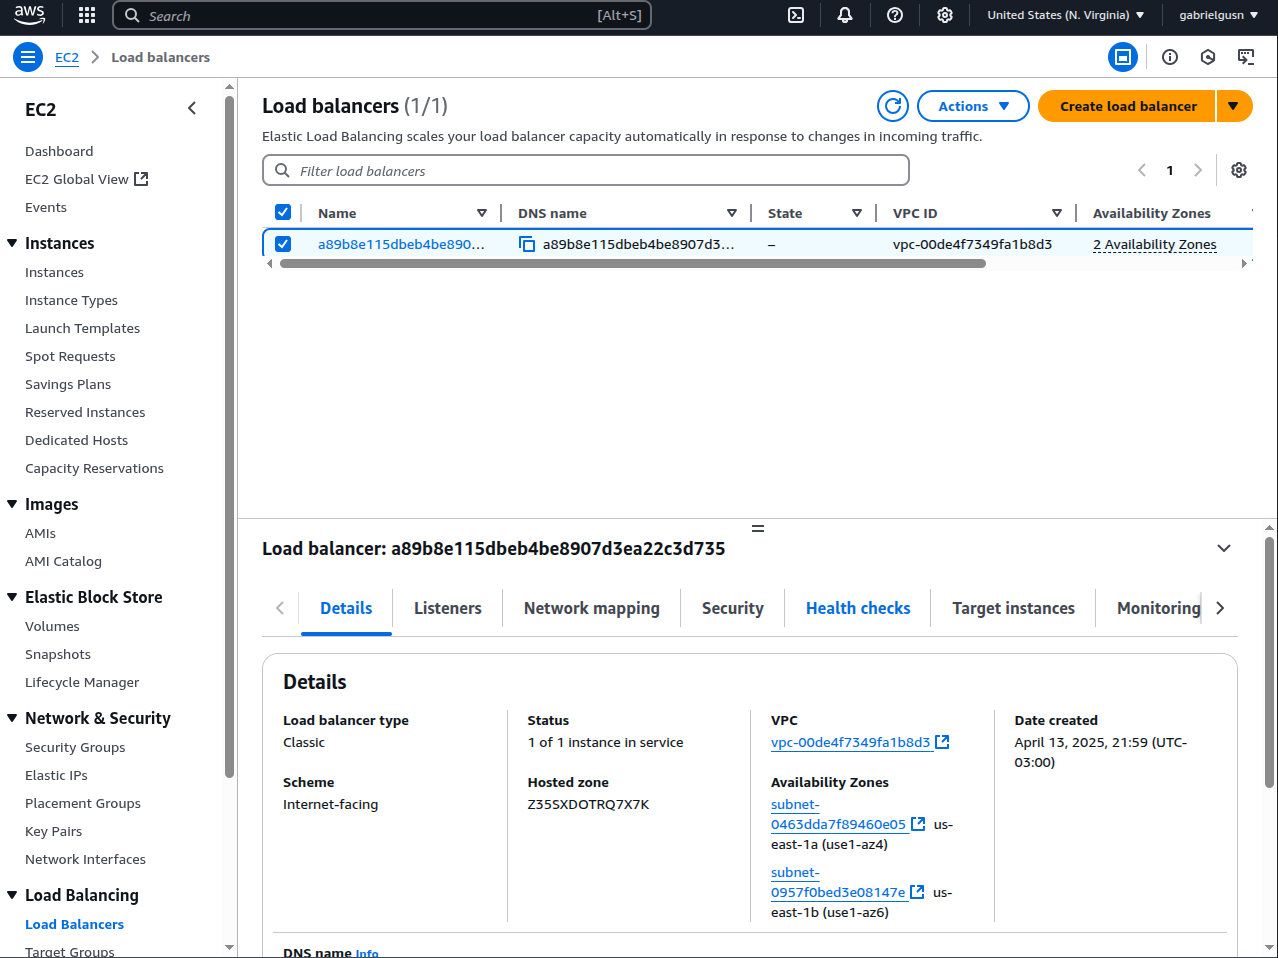 aws
Search
[Alt+S]
United States (N. Virginia)
gabrielgusn
EC2
Load balancers
EC2
Dashboard
EC2 Global View
Events
Instances
Instances
Instance Types
Launch Templates
Spot Requests
Savings Plans
Reserved Instances
Dedicated Hosts
Capacity Reservations
Images
AMIs
AMI Catalog
Elastic Block Store
Volumes
Snapshots
Lifecycle Manager
Network & Security
Security Groups
Elastic IPs
Placement Groups
Key Pairs
Network Interfaces
Load Balancing
Load Balancers
Target Groups
Load balancers (1/1)
Actions
Create load balancer
Elastic Load Balancing scales your load balancer capacity automatically in response to changes in incoming traffic.
Filter load balancers
1
Name
DNS name
State
VPC ID
Availability Zones
a89b8e115dbeb4be890...
a89b8e115dbeb4be8907d3...
–
vpc-00de4f7349fa1b8d3
2 Availability Zones
Load balancer: a89b8e115dbeb4be8907d3ea22c3d735
Details
Listeners
Network mapping
Security
Health checks
Target instances
Monitoring
Details
Load balancer type
Classic
Scheme
Internet-facing
Status
1 of 1 instance in service
Hosted zone
Z35SXDOTRQ7X7K
VPC
vpc-00de4f7349fa1b8d3
Availability Zones
subnet-
0463dda7f89460e05 us-
east-1a (use1-az4)
subnet-
0957f0bed3e08147e us-
east-1b (use1-az6)
Date created
April 13, 2025, 21:59 (UTC-
03:00)
DNS name Info